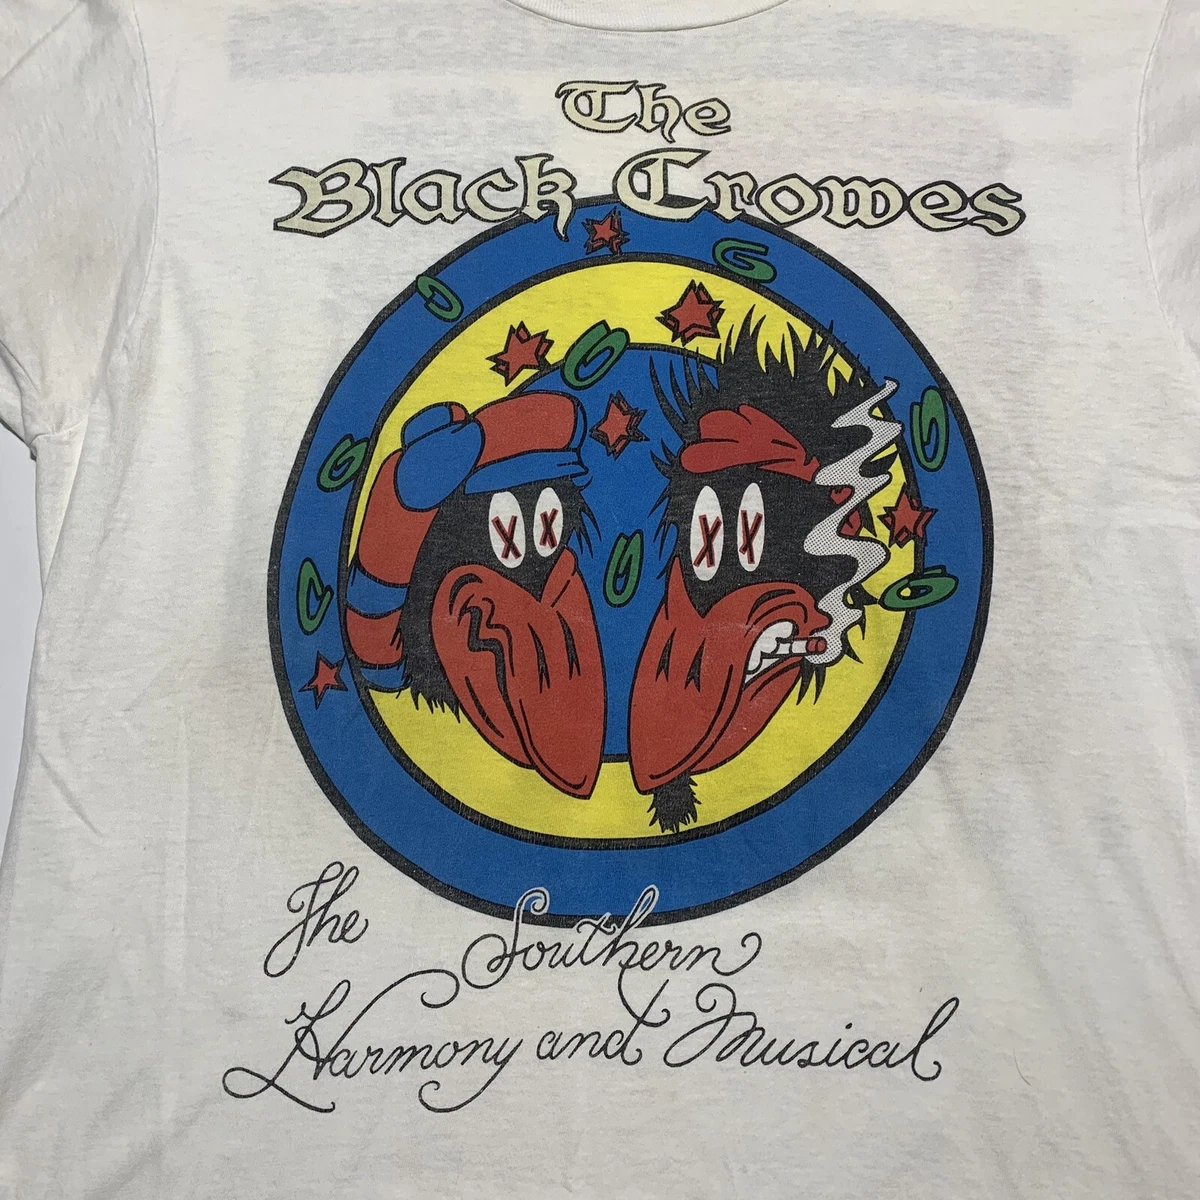 The
Black Crowes
The Southern
Harmony and Musical